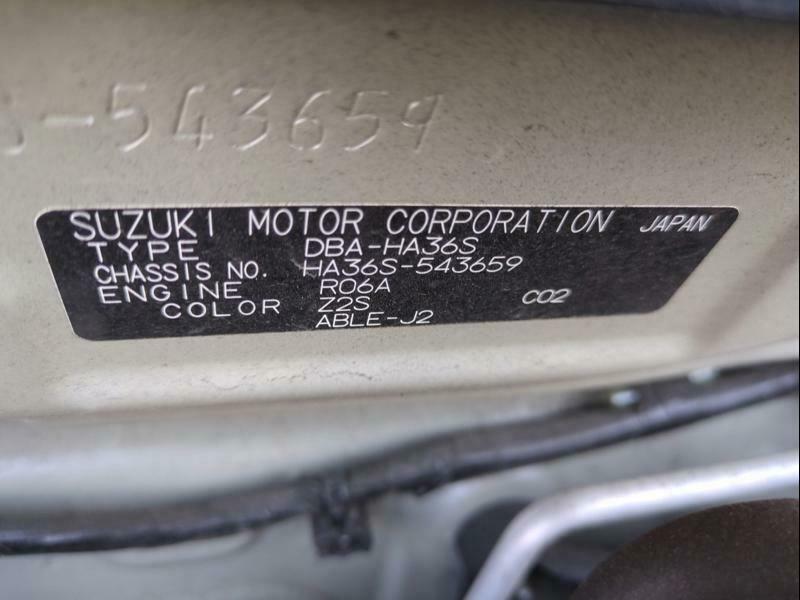 S-543659
SUZUKI MOTOR CORPORATION JAPAN
TYPE DBA-HA36S
CHASSIS NO. HA36S-543659
ENGINE R06A
COLOR Z2S C02
ABLE-J2